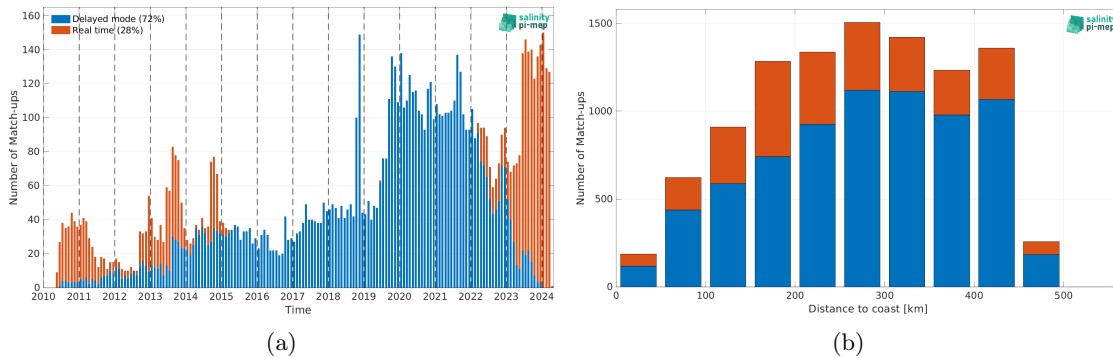 Delayed mode (72%)
Real time (28%)
salinity
pi-mep
Number of Match-ups
160
140
120
100
80
60
40
20
0
2010 2011 2012 2013 2014 2015 2016 2017 2018 2019 2020 2021 2022 2023 2024
Time
(a)
salinity
pi-mep
Number of Match-ups
1500
1000
500
0
0 100 200 300 400 500
Distance to coast [km]
(b)